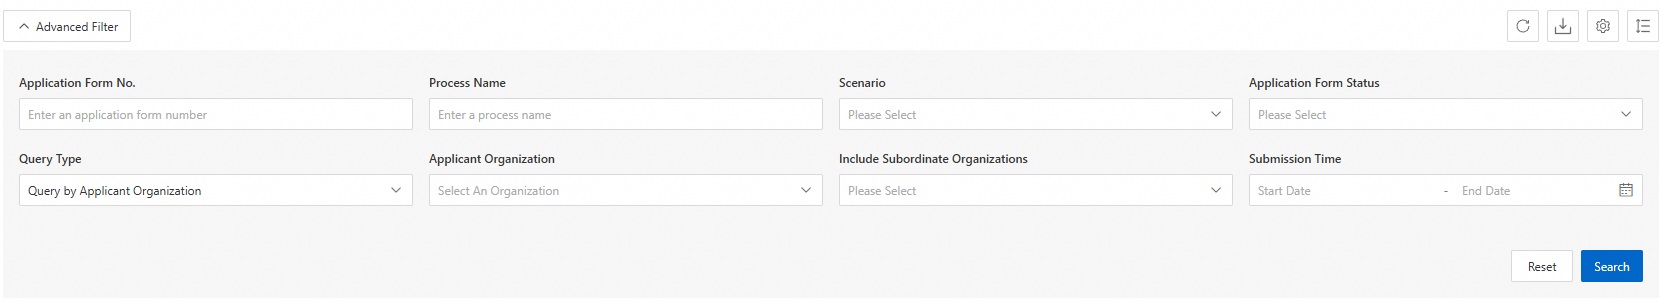 Advanced Filter
Application Form No.
Process Name
Scenario
Application Form Status
Enter an application form number
Enter a process name
Please Select
Please Select
Query Type
Applicant Organization
Include Subordinate Organizations
Submission Time
Query by Applicant Organization
Select An Organization
Please Select
Start Date - End Date
Reset
Search